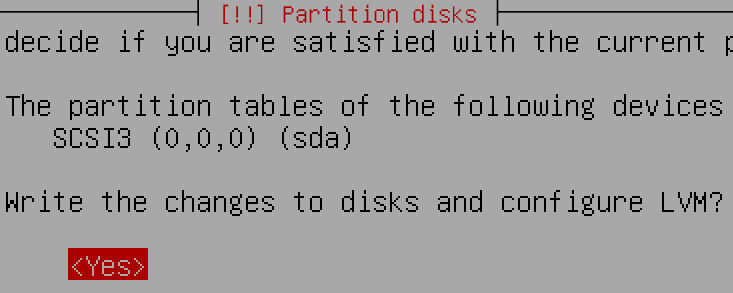 [!!] Partition disks
decide if you are satisfied with the current
The partition tables of the following devices
SCSI3 (0,0,0) (sda)
Write the changes to disks and configure LVM?
<Yes>